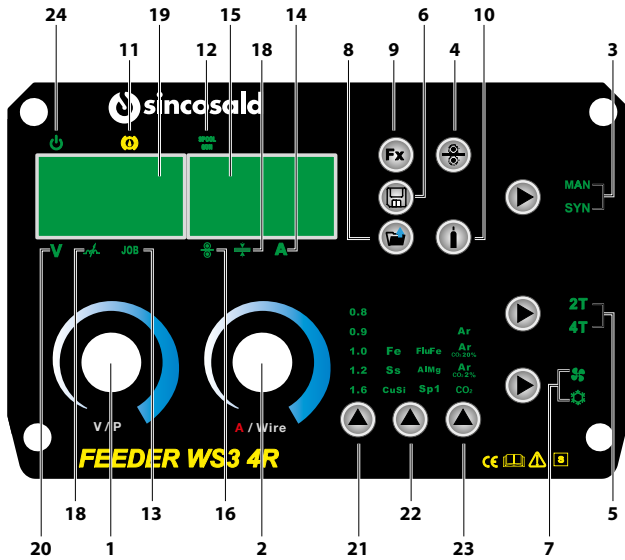 24 19 11 12 15 18 14 8 9 6 4 10 3
sincosald
SPOOL
GUN
Fx
MAN
SYN
V JOB A
2T
4T
0.8
0.9 Ar
1.0 Fe FluFe Ar CO₂ 20%
1.2 Ss AlMg Ar CO₂ 2%
1.6 CuSi Sp1 CO₂
V / P A / Wire
FEEDER WS3 4R
CE S
20 18 1 13 16 2 21 22 23 7 5